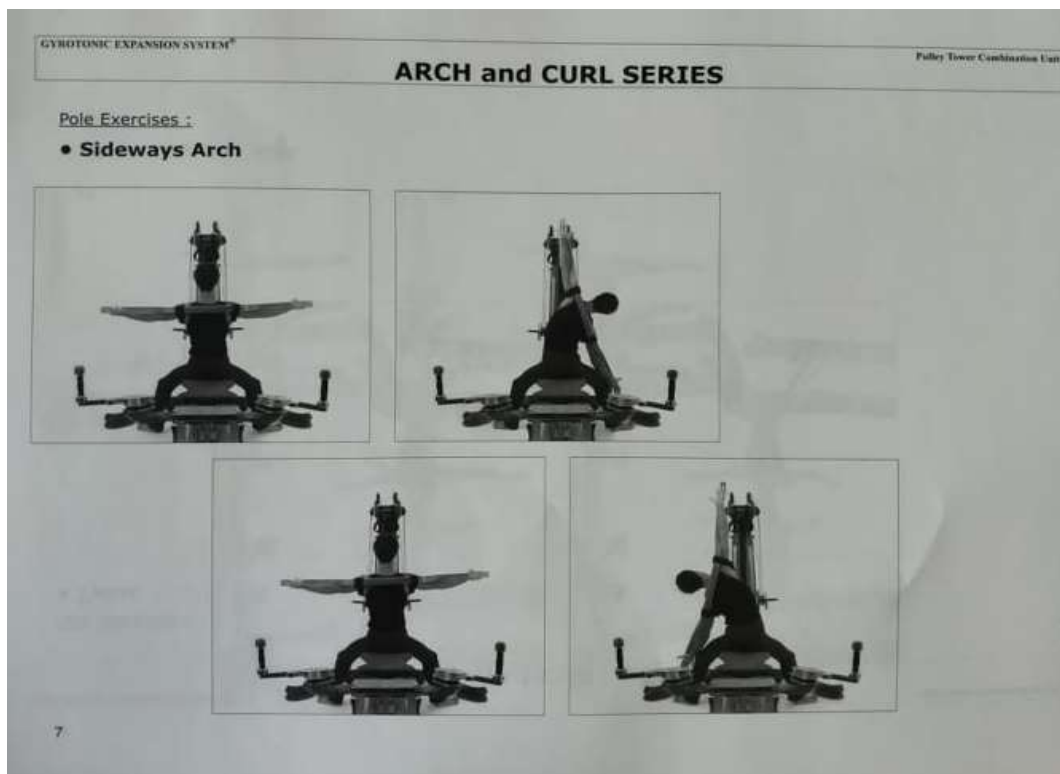 GYROTONIC EXPANSION SYSTEM®
Pulley Tower Combination Unit
ARCH and CURL SERIES
Pole Exercises :
• Sideways Arch
7